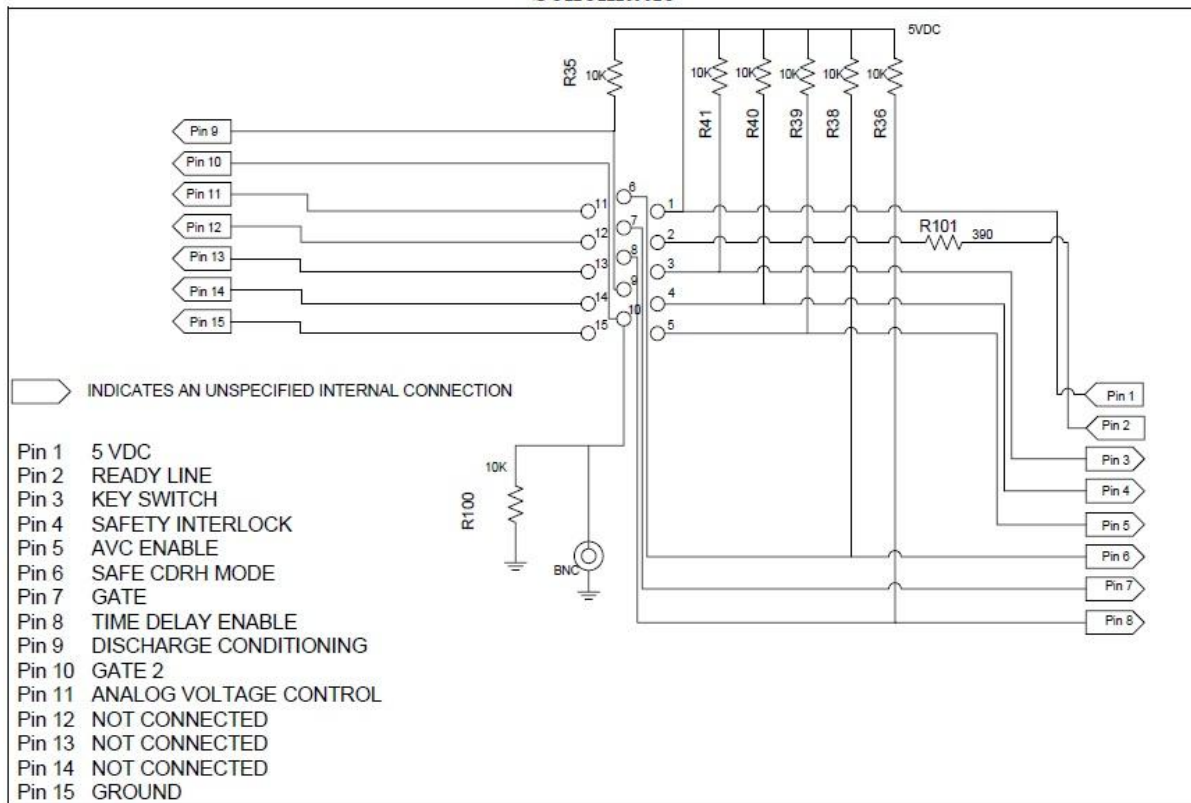 5VDC
R35
10K
10K
10K
10K
10K
10K
R41
R40
R39
R38
R36
Pin 9
Pin 10
Pin 11
Pin 12
Pin 13
Pin 14
Pin 15
6
11
1
7
12
2
8
13
3
9
14
4
10
15
5
R101
390
INDICATES AN UNSPECIFIED INTERNAL CONNECTION
Pin 1
Pin 2
Pin 3
Pin 4
Pin 5
Pin 6
Pin 7
Pin 8
10K
R100
BNC
Pin 1 5 VDC
Pin 2 READY LINE
Pin 3 KEY SWITCH
Pin 4 SAFETY INTERLOCK
Pin 5 AVC ENABLE
Pin 6 SAFE CDRH MODE
Pin 7 GATE
Pin 8 TIME DELAY ENABLE
Pin 9 DISCHARGE CONDITIONING
Pin 10 GATE 2
Pin 11 ANALOG VOLTAGE CONTROL
Pin 12 NOT CONNECTED
Pin 13 NOT CONNECTED
Pin 14 NOT CONNECTED
Pin 15 GROUND